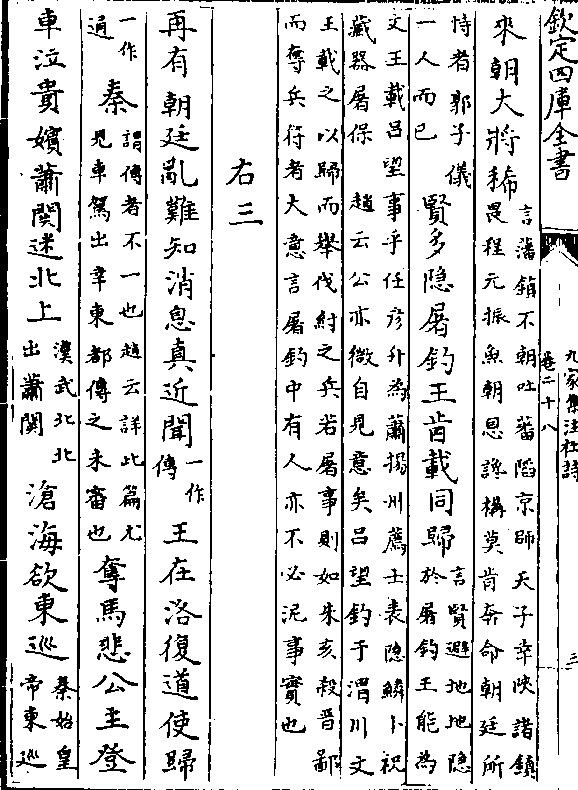 欽定四庫全書
九家集注杜詩
卷二十八
三
來朝大將稀
言藩鎮不朝吐蕃陷京師天子幸陜諸鎮
畏程元振魚朝恩讒構莫肯奔命朝廷所
恃者郭子儀
一人而已
賢多隱屠釣王肯載同歸
言賢避地地隱
於屠釣王能為
文王載呂望事乎任彦升為蕭揚州薦士表隱鱗卜祝
藏器屠保 趙云公亦微自見意矣呂望釣于渭川文
王載之以歸而舉伐紂之兵若屠事則如朱亥殺晉鄙
而奪兵符者大意言屠釣中有人亦不必泥事實也
右三
再有朝廷亂難知消息真近聞
一作
傳
王在洛復道使歸
一作
通
秦
謂傳者不一也趙云詳此篇尤
見車駕出幸東都傳之未審也
奪馬悲公主登
車泣貴嬪蕭関迷北上
漢武北北
出蕭関
滄海欲東巡
秦始皇
帝東巡